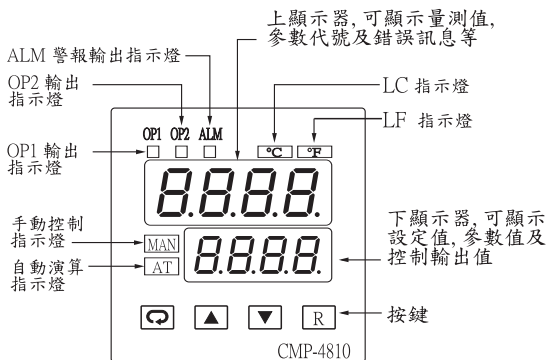 上顯示器, 可顯示量測值,
參數代號及錯誤訊息等
ALM 警報輸出指示燈
OP2 輸出
指示燈
LC 指示燈
LF 指示燈
OP1 OP2 ALM
°C °F
OP1 輸出
指示燈
8.8.8.8.
手動控制
指示燈
MAN
自動演算
指示燈
AT
8.8.8.8.
下顯示器, 可顯示
設定值, 參數值及
控制輸出值
R
按鍵
CMP-4810